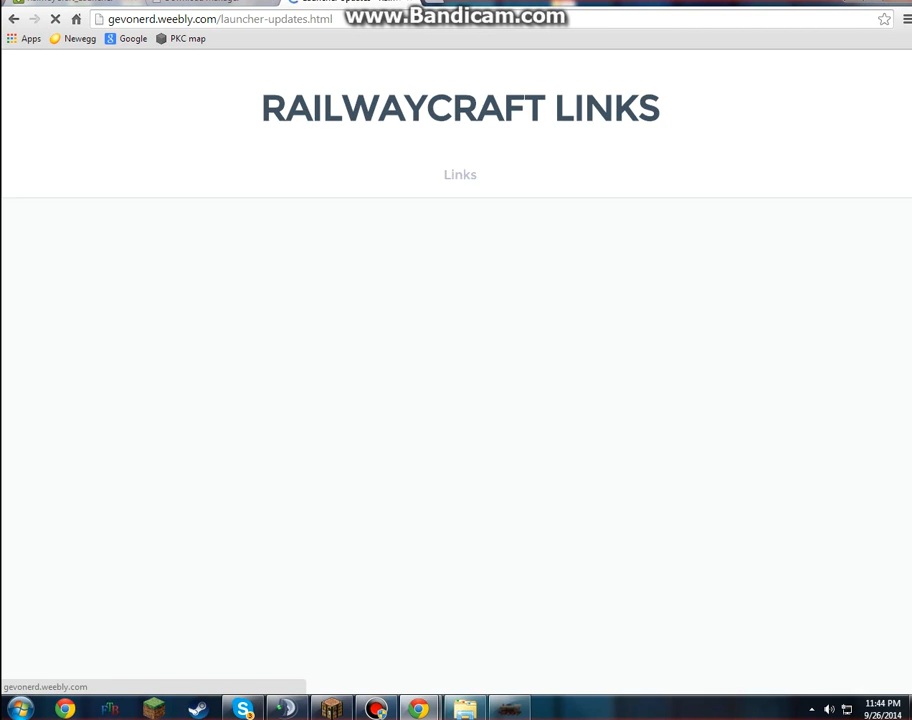 www.Bandicam.com
gevonerd.weebly.com/launcher-updates.html
Apps Newegg Google PKC map
RAILWAYCRAFT LINKS
Links
gevonerd.weebly.com
11:44 PM
9/26/2014